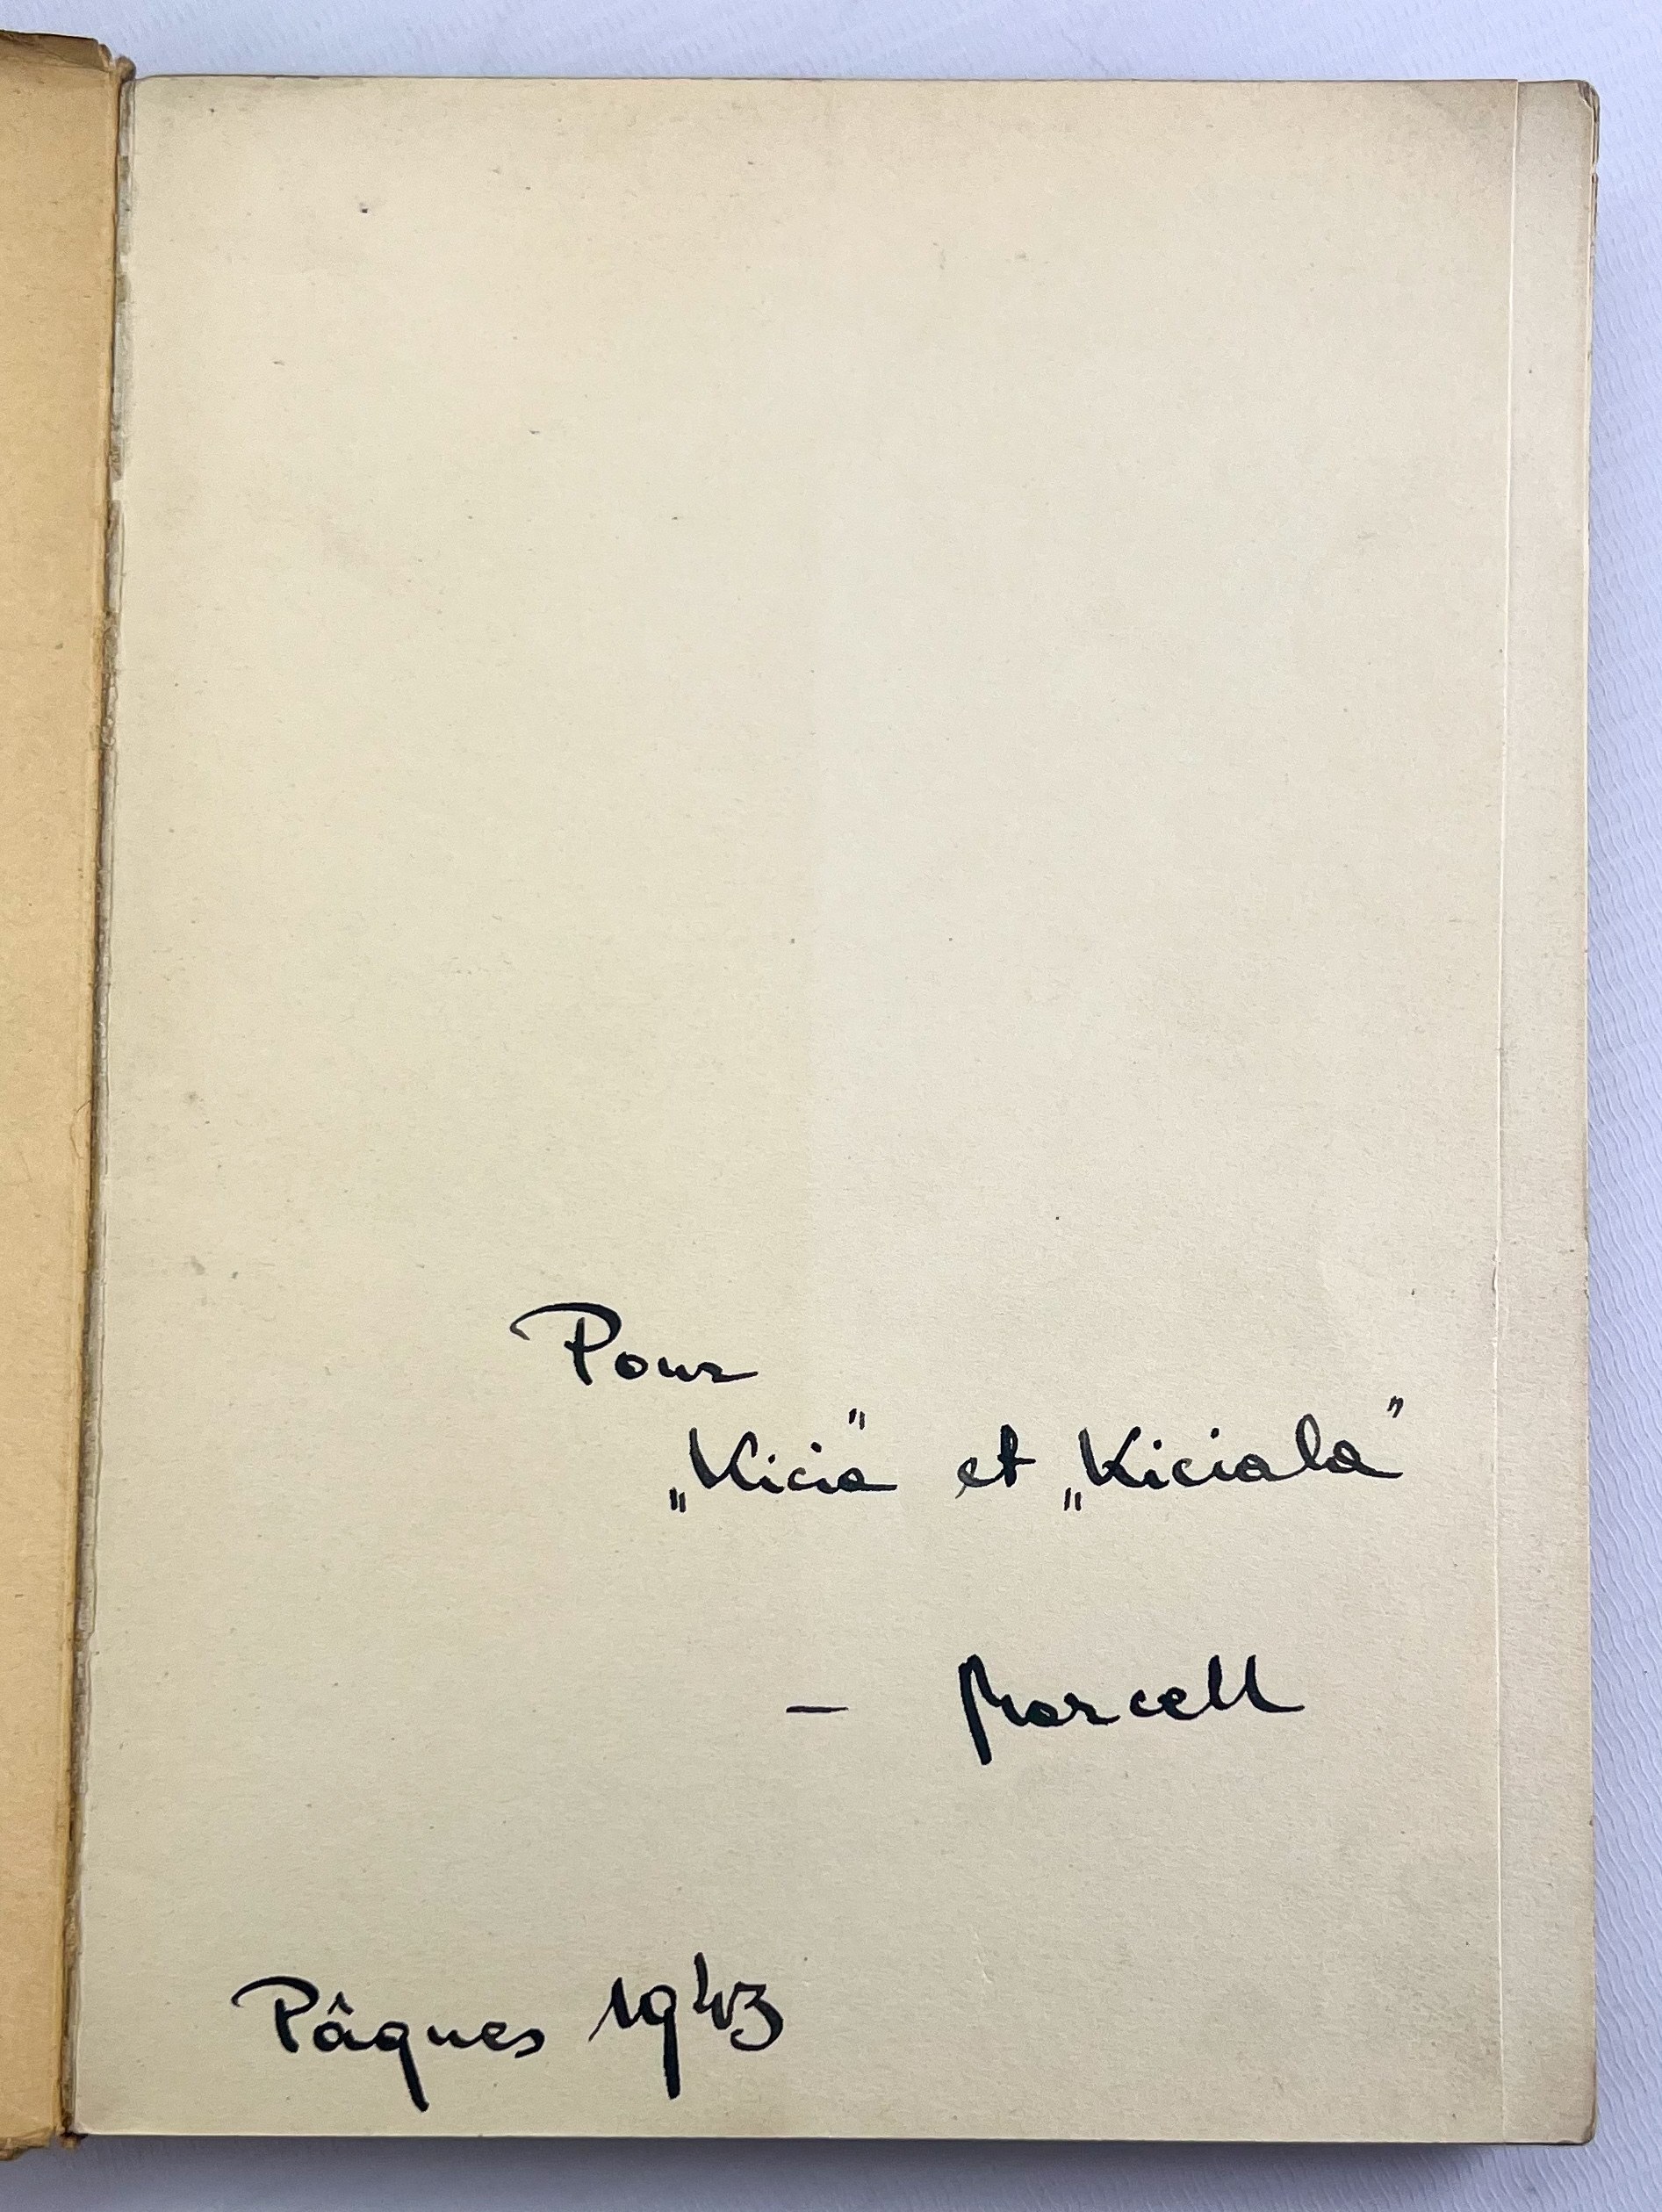 Pour
„Kicia" et „Kiciala"
— Marcell
Pâques 1943